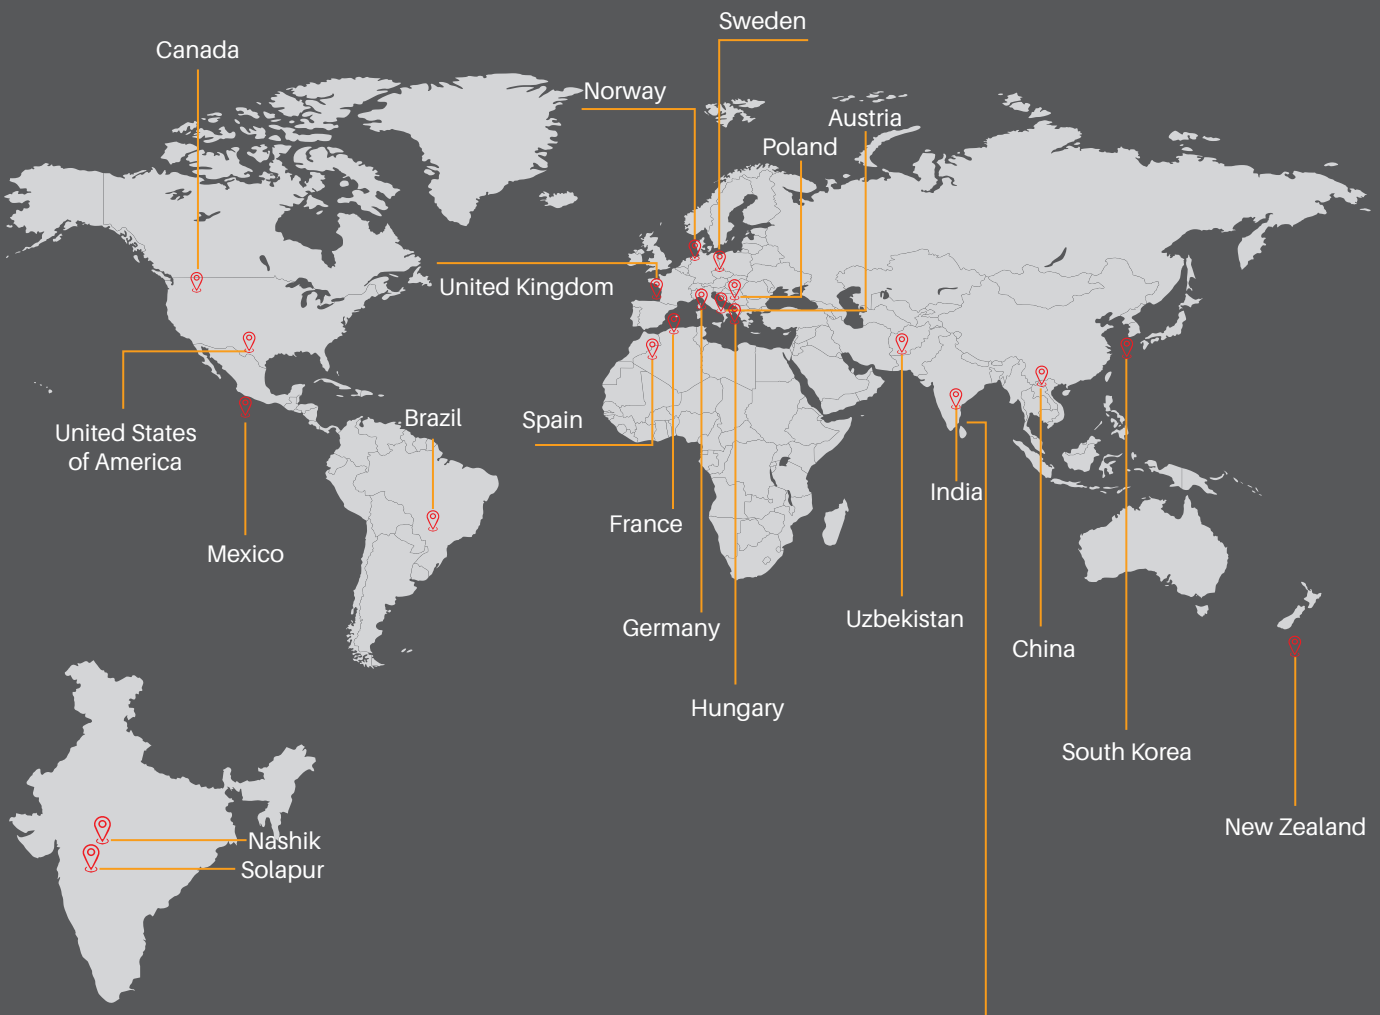 Sweden
Canada
Norway
Austria
Poland
United Kingdom
Brazil
Spain
United States
of America
India
France
Mexico
Uzbekistan
Germany
China
Hungary
South Korea
New Zealand
Nashik
Solapur